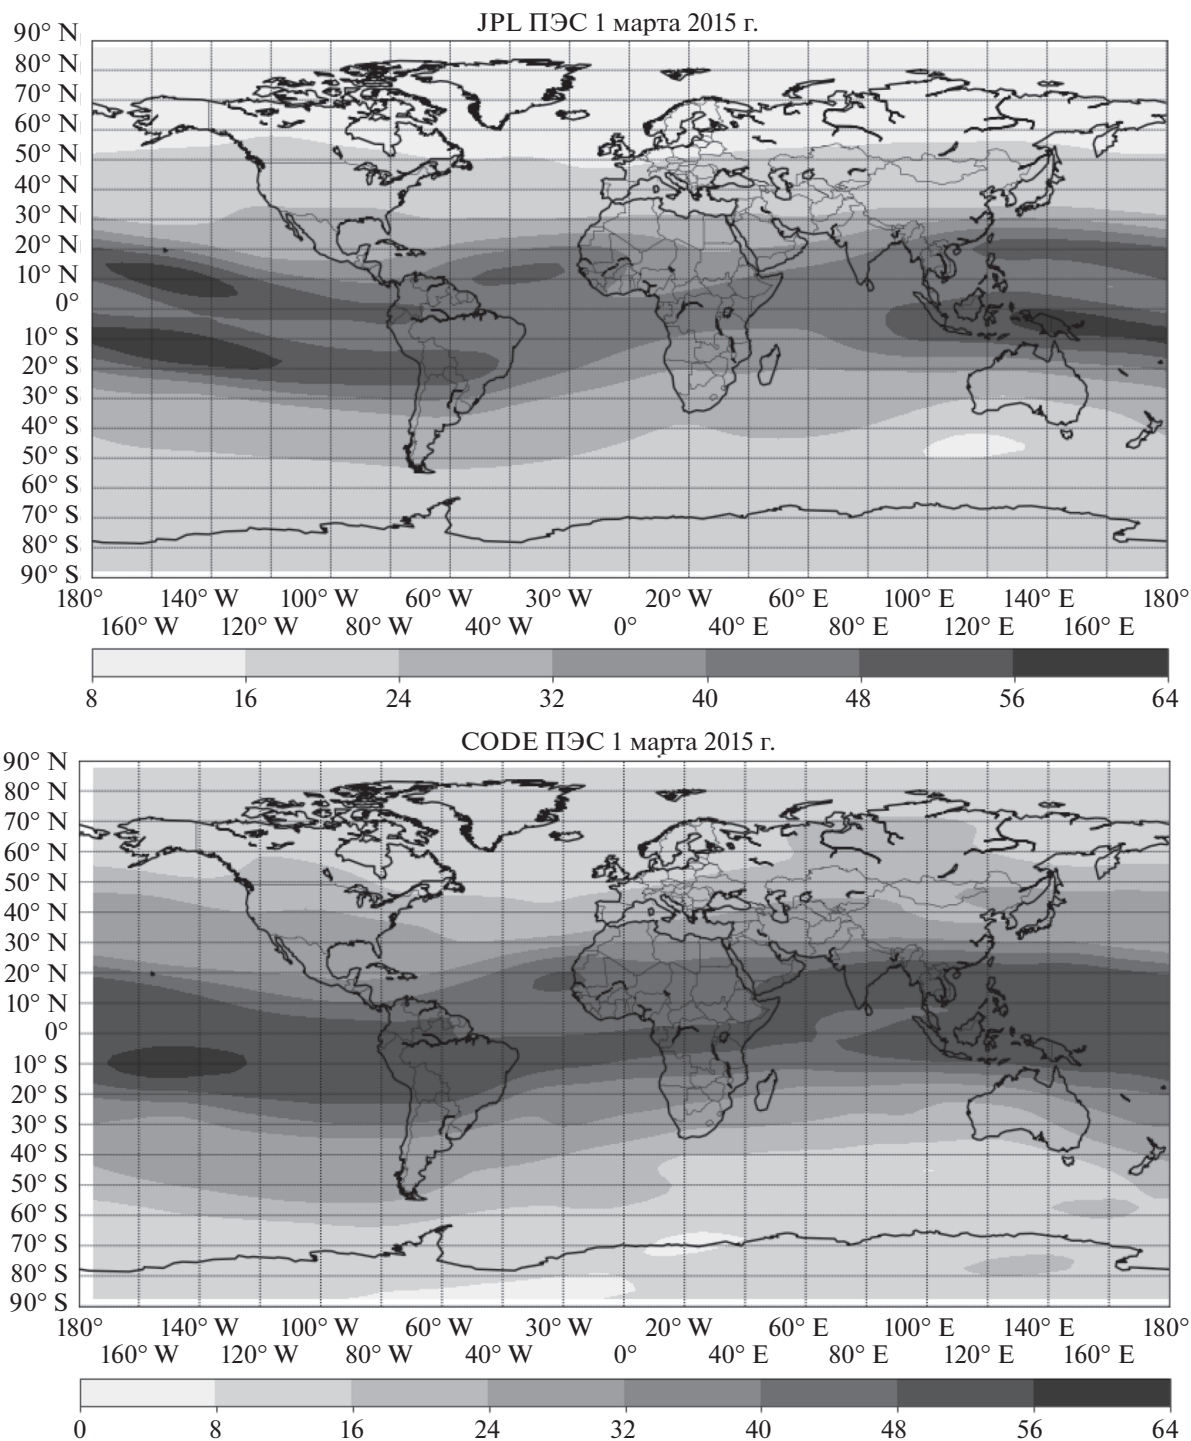 JPL ПЭС 1 марта 2015 г.
90° N
80° N
70° N
60° N
50° N
40° N
30° N
20° N
10° N
0°
10° S
20° S
30° S
40° S
50° S
60° S
70° S
80° S
90° S
180° 140° W 100° W 60° W 30° W 20° W 60° E 100° E 140° E 180°
160° W 120° W 80° W 40° W 0° 40° E 80° E 120° E 160° E
8 16 24 32 40 48 56 64
CODE ПЭС 1 марта 2015 г.
90° N
80° N
70° N
60° N
50° N
40° N
30° N
20° N
10° N
0°
10° S
20° S
30° S
40° S
50° S
60° S
70° S
80° S
90° S
180° 140° W 100° W 60° W 30° W 20° W 60° E 100° E 140° E 180°
160° W 120° W 80° W 40° W 0° 40° E 80° E 120° E 160° E
0 8 16 24 32 40 48 56 64